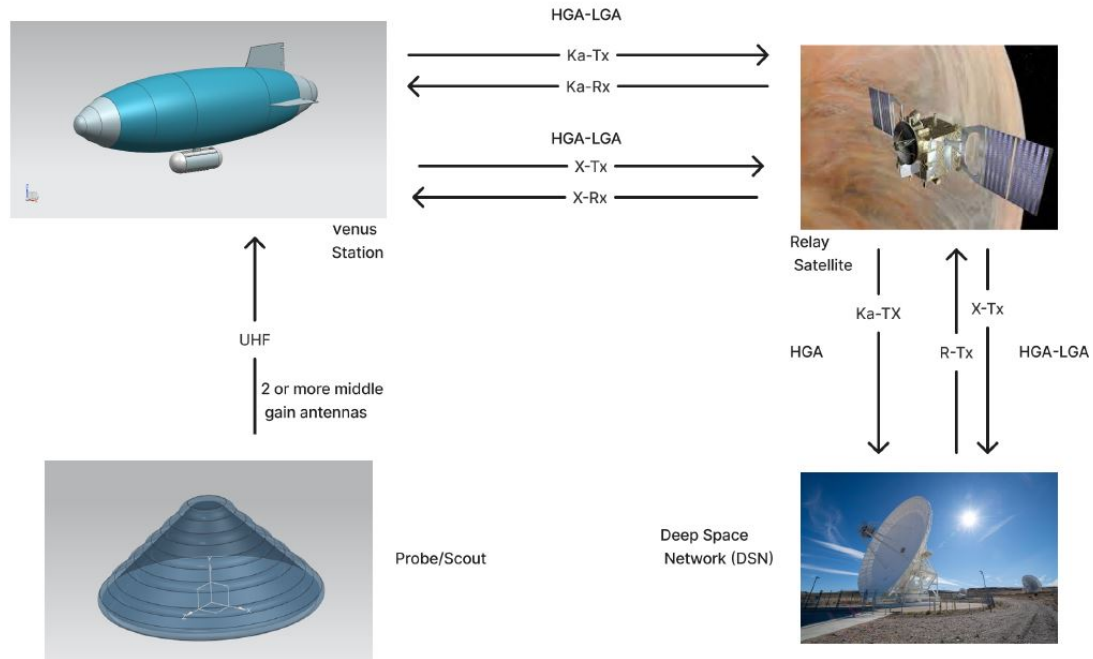 HGA-LGA
Ka-Tx
Ka-Rx
HGA-LGA
X-Tx
X-Rx
Venus
Station
Relay
Satellite
UHF
2 or more middle
gain antennas
Ka-TX
X-Tx
HGA
R-Tx
HGA-LGA
Probe/Scout
Deep Space
Network (DSN)